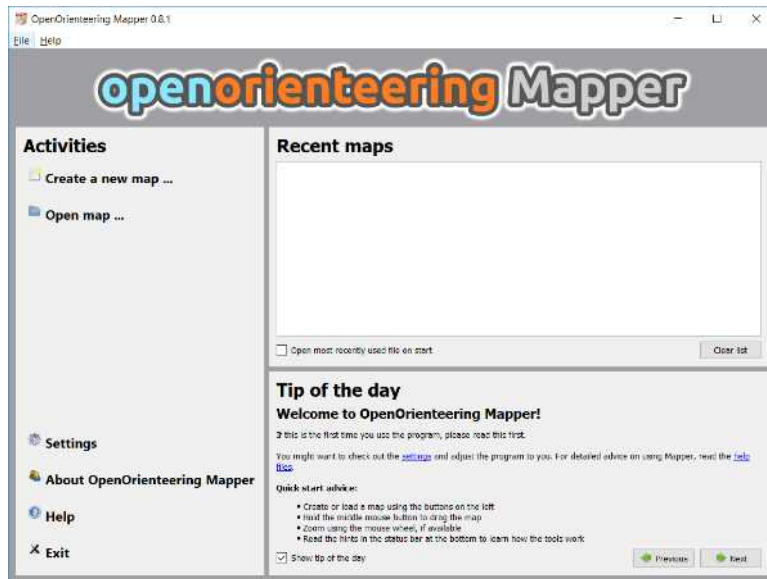 OpenOrienteering Mapper 0.8.1
File Help
openorienteering Mapper
Activities
Create a new map ...
Open map ...
Settings
About OpenOrienteering Mapper
Help
Exit
Recent maps
Open most recently used file on start
Clear list
Tip of the day
Welcome to OpenOrienteering Mapper!
If this is the first time you use the program, please read this first.
You might want to check out the settings and adjust the program to you. For detailed advice on using Mapper, read the help
files.
Quick start advice:
• Create or load a map using the buttons on the left
• Hold the middle mouse button to drag the map
• Zoom using the mouse wheel, if available
• Read the hints in the status bar at the bottom to learn how the tools work
Show tip of the day
Previous
Next